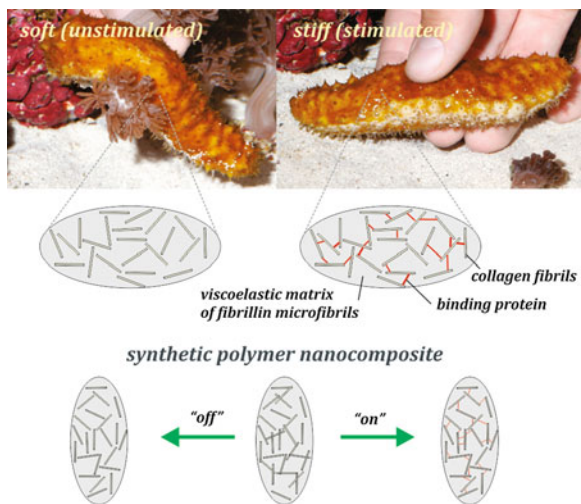 soft (unstimulated)
stiff (stimulated)
collagen fibrils
viscoelastic matrix
of fibrillin microfibrils
binding protein
synthetic polymer nanocomposite
"off"
"on"